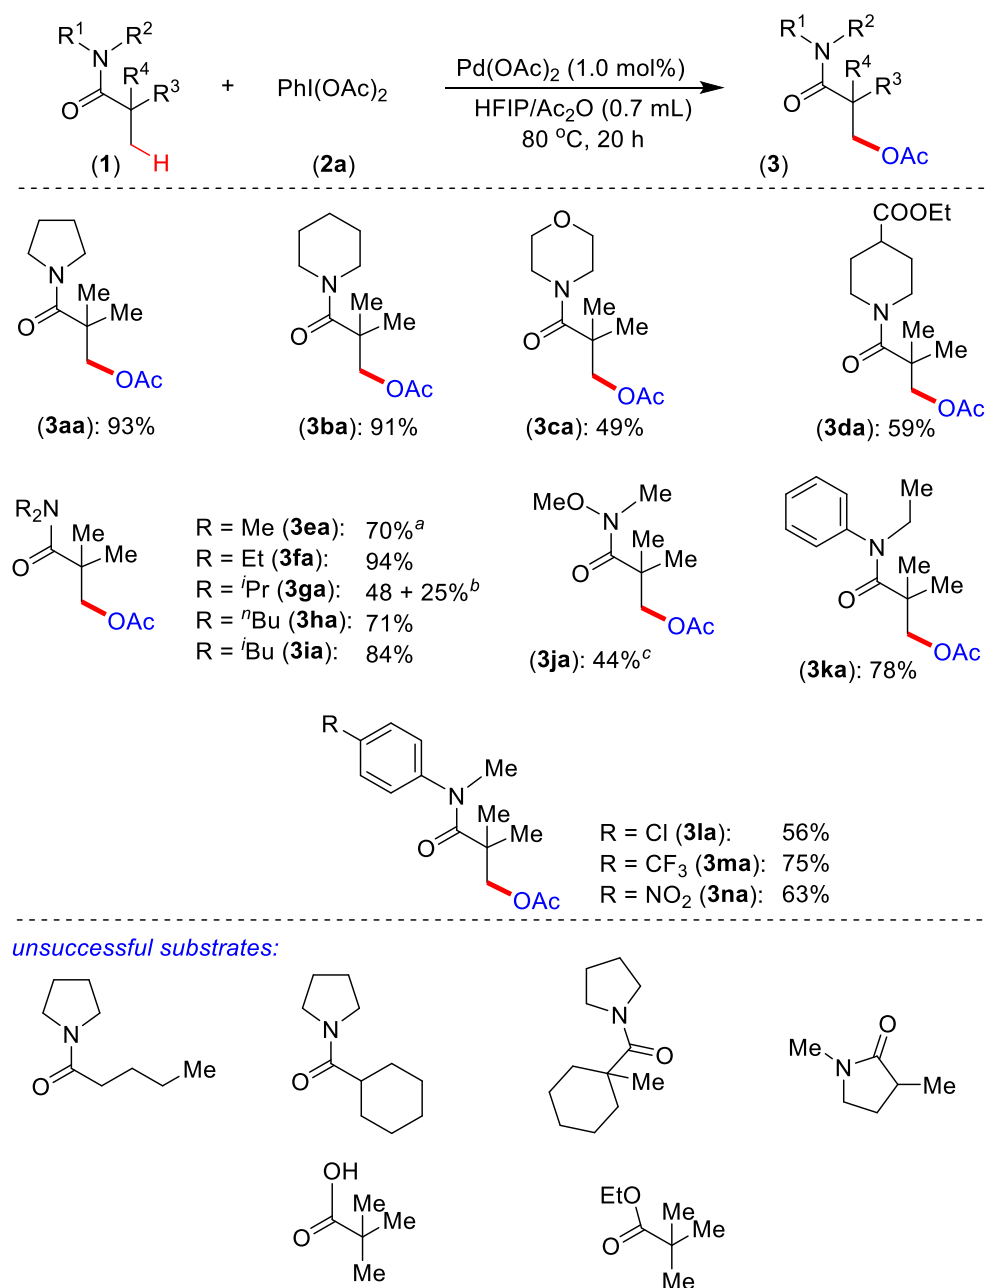 R¹ R²
N
R⁴
R³
O
H
(1)
+
PhI(OAc)₂
(2a)
Pd(OAc)₂ (1.0 mol%)
HFIP/Ac₂O (0.7 mL)
80 °C, 20 h
R¹ R²
N
R⁴
R³
O
OAc
(3)
N
Me
Me
O
OAc
(3aa): 93%
N
Me
Me
O
OAc
(3ba): 91%
O
N
Me
Me
O
OAc
(3ca): 49%
COOEt
N
Me
Me
O
OAc
(3da): 59%
R₂N
Me
Me
O
OAc
R = Me (3ea): 70%ᵃ
R = Et (3fa): 94%
R = ⁱPr (3ga): 48 + 25%ᵇ
R = ⁿBu (3ha): 71%
R = ⁱBu (3ia): 84%
MeO
Me
N
Me
Me
O
OAc
(3ja): 44%ᶜ
Me
N
Me
Me
O
OAc
(3ka): 78%
R
Me
N
Me
Me
O
OAc
R = Cl (3la): 56%
R = CF₃ (3ma): 75%
R = NO₂ (3na): 63%
unsuccessful substrates:
N
O
Me
N
O
N
O
Me
O
Me
N
Me
OH
Me
Me
O
Me
EtO
Me
Me
O
Me